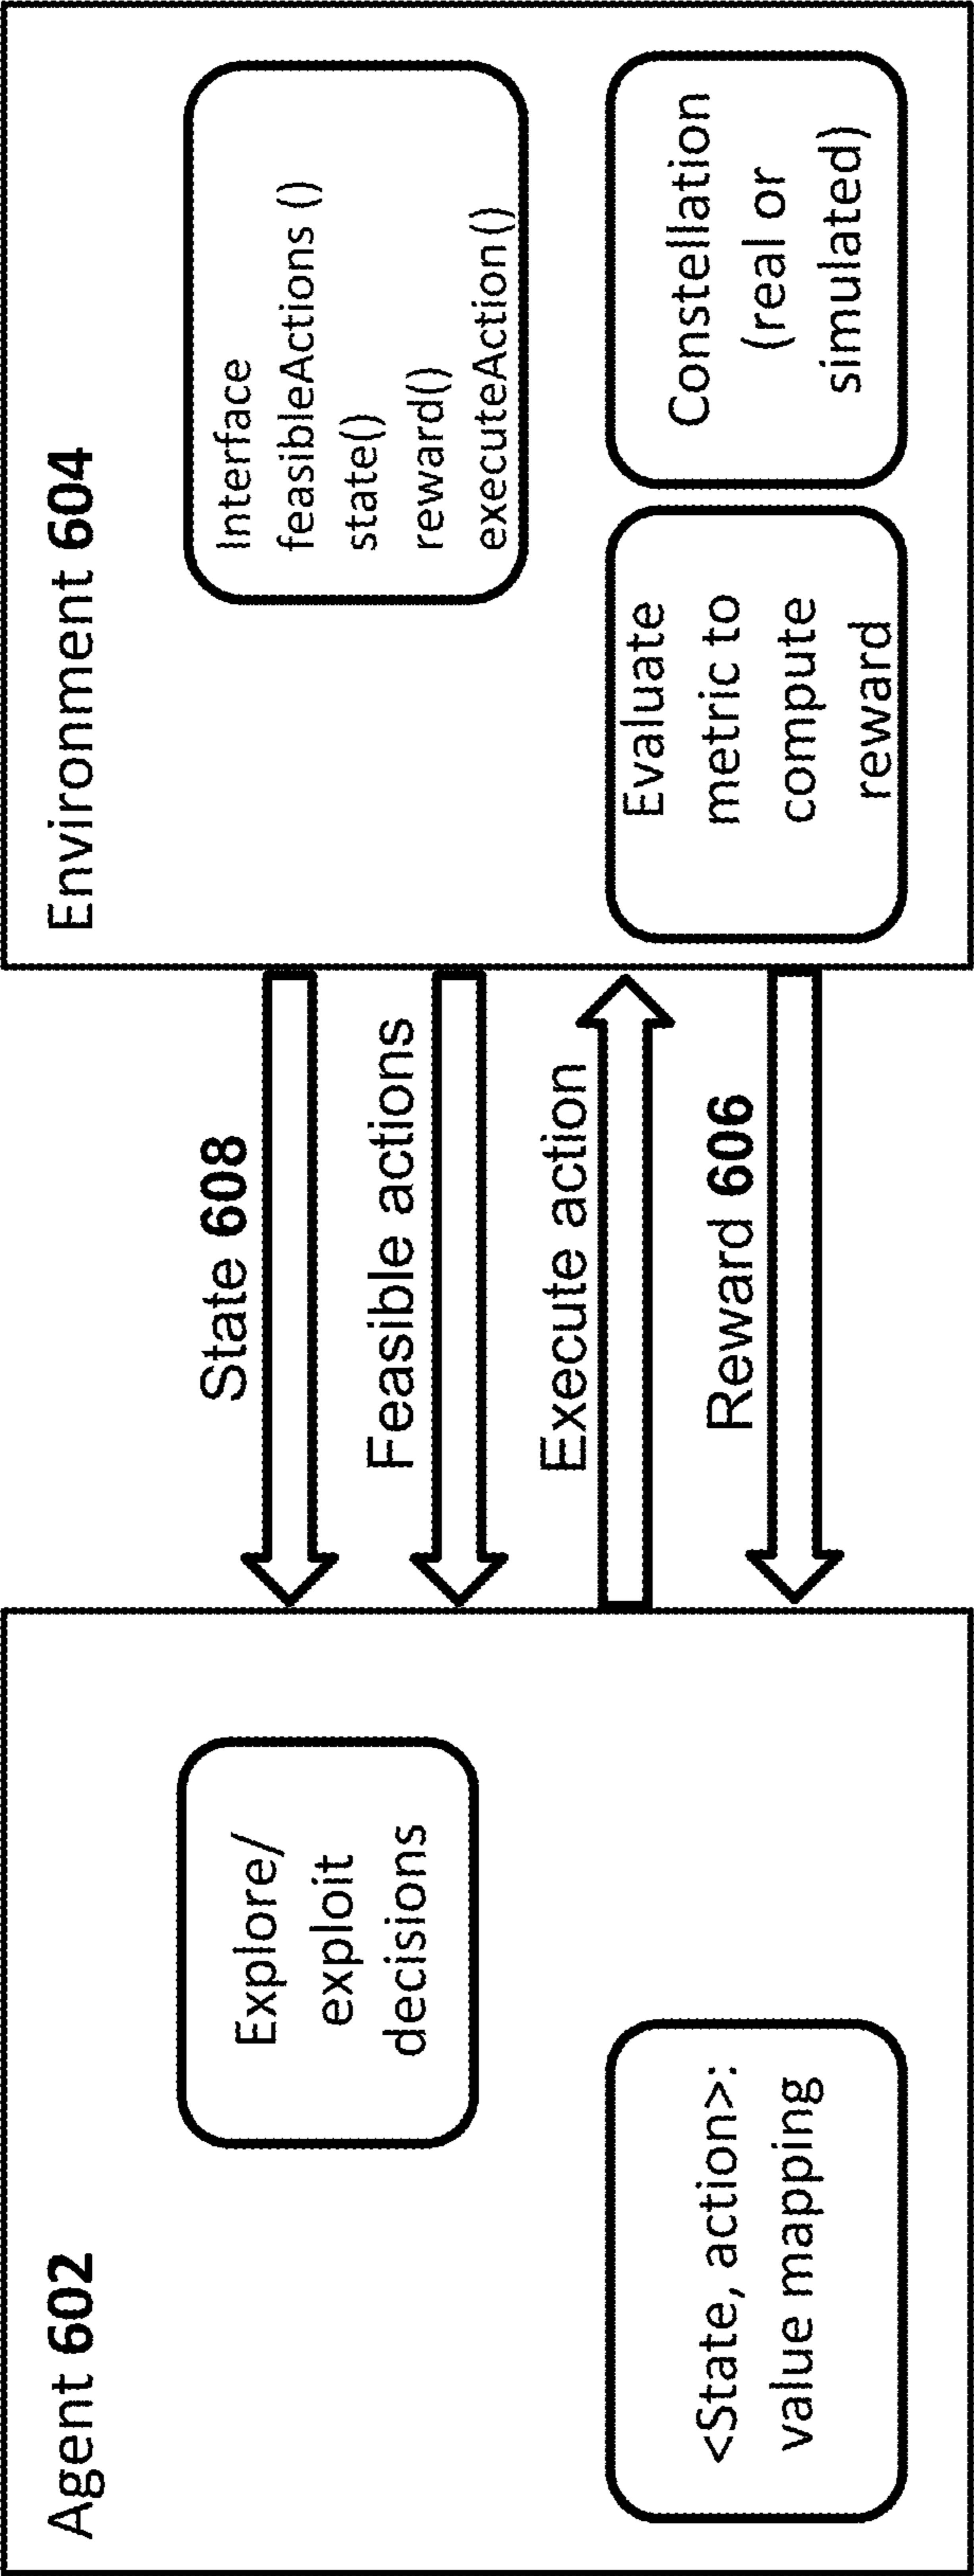 Agent 602
Explore/
exploit
decisions
<State, action>:
value mapping
State 608
Feasible actions
Execute action
Reward 606
Environment 604
Interface
feasibleActions ()
state()
reward()
executeAction()
Evaluate
metric to
compute
reward
Constellation
(real or
simulated)